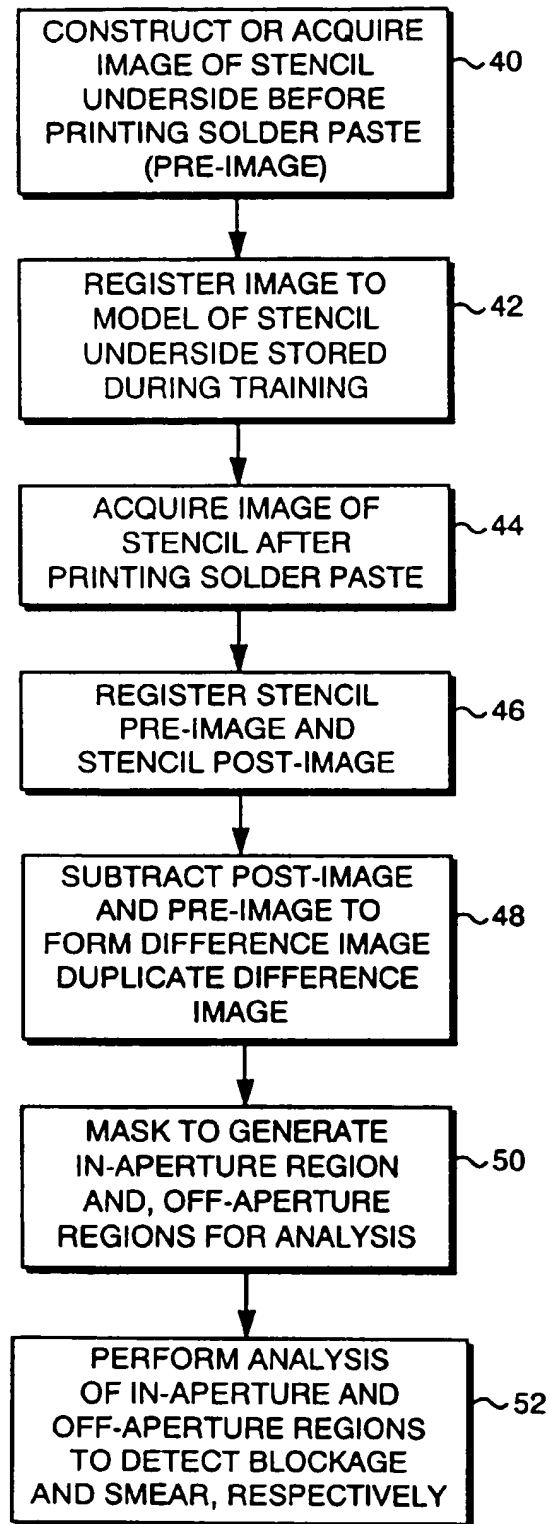 CONSTRUCT OR ACQUIRE
IMAGE OF STENCIL
UNDERSIDE BEFORE
PRINTING SOLDER PASTE
(PRE-IMAGE)
40
REGISTER IMAGE TO
MODEL OF STENCIL
UNDERSIDE STORED
DURING TRAINING
42
ACQUIRE IMAGE OF
STENCIL AFTER
PRINTING SOLDER PASTE
44
REGISTER STENCIL
PRE-IMAGE AND
STENCIL POST-IMAGE
46
SUBTRACT POST-IMAGE
AND PRE-IMAGE TO
FORM DIFFERENCE IMAGE
DUPLICATE DIFFERENCE
IMAGE
48
MASK TO GENERATE
IN-APERTURE REGION
AND, OFF-APERTURE
REGIONS FOR ANALYSIS
50
PERFORM ANALYSIS
OF IN-APERTURE AND
OFF-APERTURE REGIONS
TO DETECT BLOCKAGE
AND SMEAR, RESPECTIVELY
52